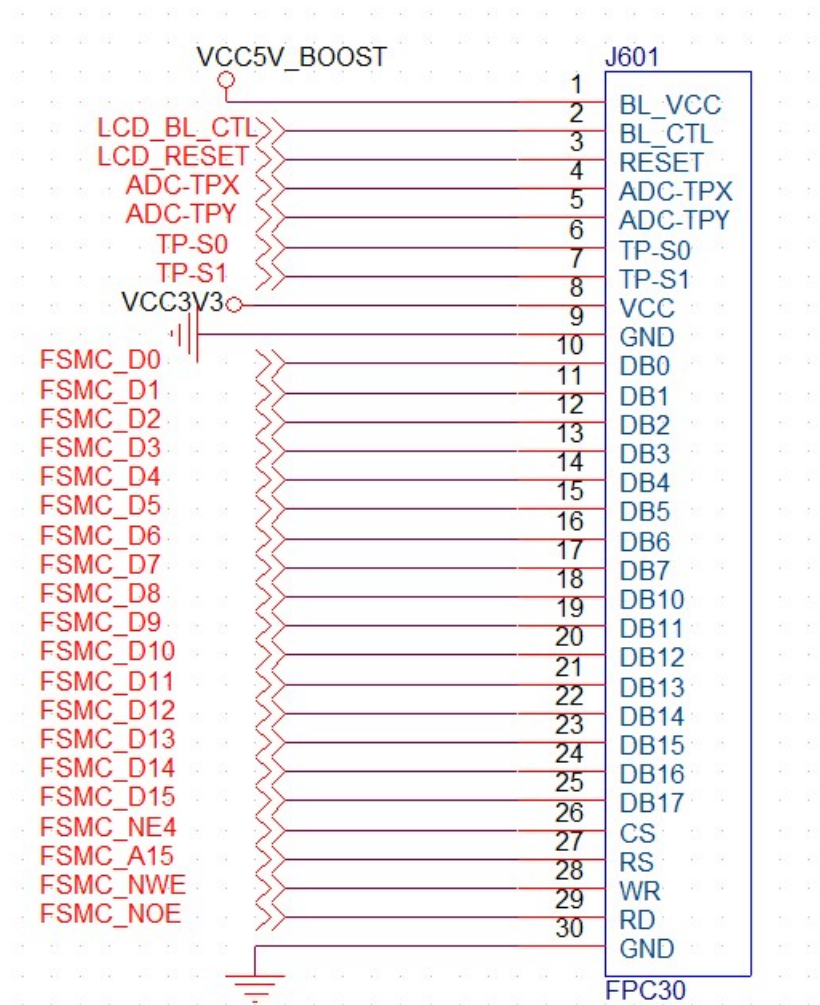 VCC5V_BOOST
J601
1
BL_VCC
LCD_BL_CTL
2
BL_CTL
LCD_RESET
3
RESET
ADC-TPX
4
ADC-TPX
ADC-TPY
5
ADC-TPY
TP-S0
6
TP-S0
TP-S1
7
TP-S1
VCC3V3
8
VCC
9
GND
FSMC_D0
10
DB0
FSMC_D1
11
DB1
FSMC_D2
12
DB2
FSMC_D3
13
DB3
FSMC_D4
14
DB4
FSMC_D5
15
DB5
FSMC_D6
16
DB6
FSMC_D7
17
DB7
FSMC_D8
18
DB10
FSMC_D9
19
DB11
FSMC_D10
20
DB12
FSMC_D11
21
DB13
FSMC_D12
22
DB14
FSMC_D13
23
DB15
FSMC_D14
24
DB16
FSMC_D15
25
DB17
FSMC_NE4
26
CS
FSMC_A15
27
RS
FSMC_NWE
28
WR
FSMC_NOE
29
RD
30
GND
FPC30